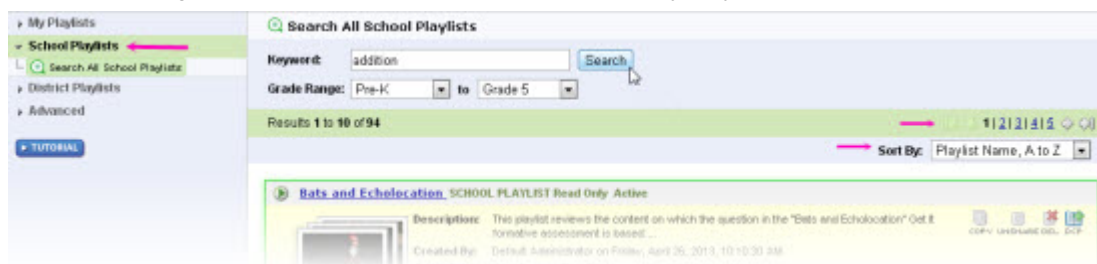 My Playlists
School Playlists
Search All School Playlists
District Playlists
Advanced
TUTORIAL
Search All School Playlists
Keyword: addition Search
Grade Range: Pre-K to Grade 5
Results 1 to 10 of 94
1|2|3|4|5
Sort By: Playlist Name, A to Z
Bats and Echolocation SCHOOL PLAYLIST Read Only Active
Description: This playlist reviews the content on which the question in the "Bats and Echolocation" Get it
formative assessment is based...
COPY UNSHARE DEL DCP
Created By: Default Administrator on Friday, April 26, 2013, 10:10:30 AM